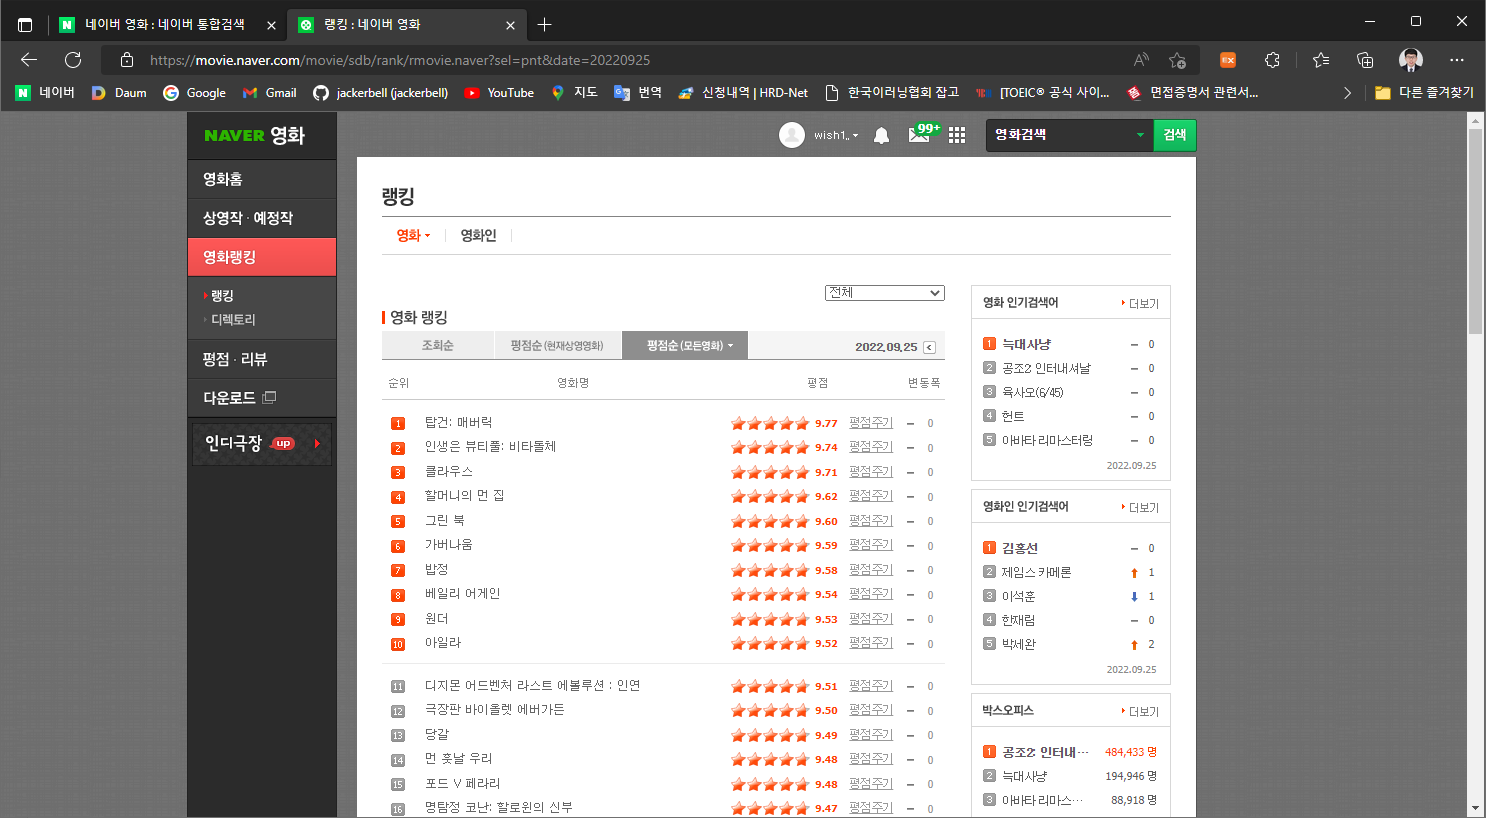 네이버 영화 : 네이버 통합검색
랭킹 : 네이버 영화
https://movie.naver.com/movie/sdb/rank/rmovie.naver?sel=pnt&date=20220925
네이버 Daum Google Gmail jackerbell (jackerbell) YouTube 지도 번역 신청내역 | HRD-Net 한국이러닝협회 잡고 [TOEIC® 공식 사이... 면접증명서 관련서... 다른 즐겨찾기
NAVER 영화
wish1,,
99+
영화검색
검색
영화홈
상영작 · 예정작
영화랭킹
랭킹
디렉토리
평점 · 리뷰
다운로드
인디극장 up
랭킹
영화 영화인
전체
영화 랭킹
조회순 평점순 (현재상영영화) 평점순 (모든영화) 2022.09.25
순위 영화명 평점 변동폭
1 탑건: 매버릭 9.77 평점주기 0
2 인생은 뷰티풀: 비타돌체 9.74 평점주기 0
3 클라우스 9.71 평점주기 0
4 할머니의 먼 집 9.62 평점주기 0
5 그린 북 9.60 평점주기 0
6 가버나움 9.59 평점주기 0
7 밥정 9.58 평점주기 0
8 베일리 어게인 9.54 평점주기 0
9 원더 9.53 평점주기 0
10 아일라 9.52 평점주기 0
11 디지몬 어드벤처 라스트 에볼루션 : 인연 9.51 평점주기 0
12 극장판 바이올렛 에버가든 9.50 평점주기 0
13 당갈 9.49 평점주기 0
14 먼 훗날 우리 9.48 평점주기 0
15 포드 V 페라리 9.48 평점주기 0
16 명탐정 코난: 할로윈의 신부 9.47 평점주기 0
영화 인기검색어 더보기
1 늑대사냥 0
2 공조2: 인터내셔날 0
3 육사오(6/45) 0
4 헌트 0
5 아바타 리마스터링 0
2022.09.25
영화인 인기검색어 더보기
1 김홍선 0
2 제임스 카메론 1
3 이석훈 1
4 한재림 0
5 박세완 2
2022.09.25
박스오피스 더보기
1 공조2: 인터내… 484,433 명
2 늑대사냥 194,946 명
3 아바타 리마스… 88,918 명